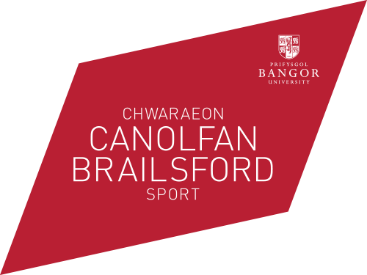 PRIFYSGOL
BANGOR
UNIVERSITY
CHWARAEON
CANOLFAN
BRAILSFORD
SPORT